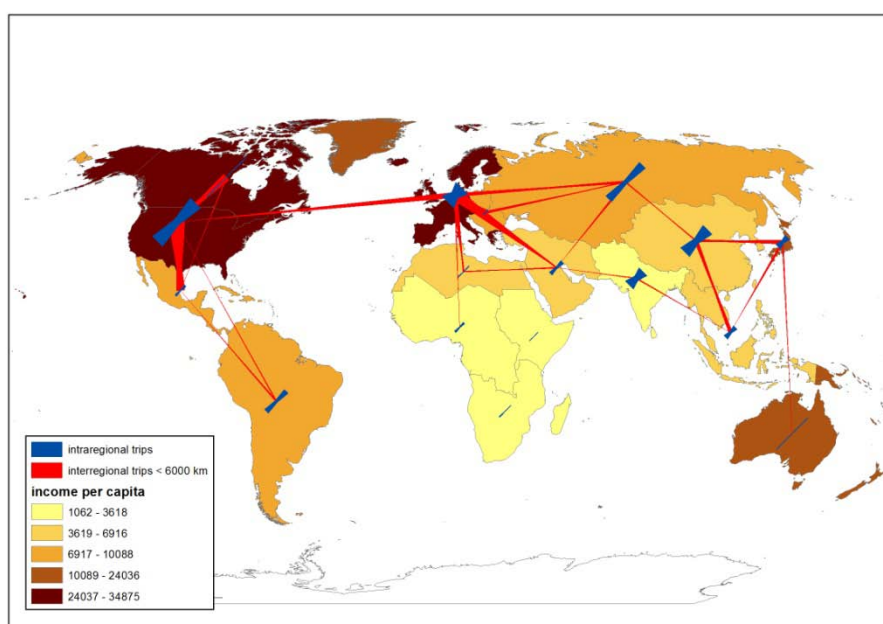 intraregional trips
interregional trips < 6000 km
income per capita
1062 - 3618
3619 - 6916
6917 - 10088
10089 - 24036
24037 - 34875